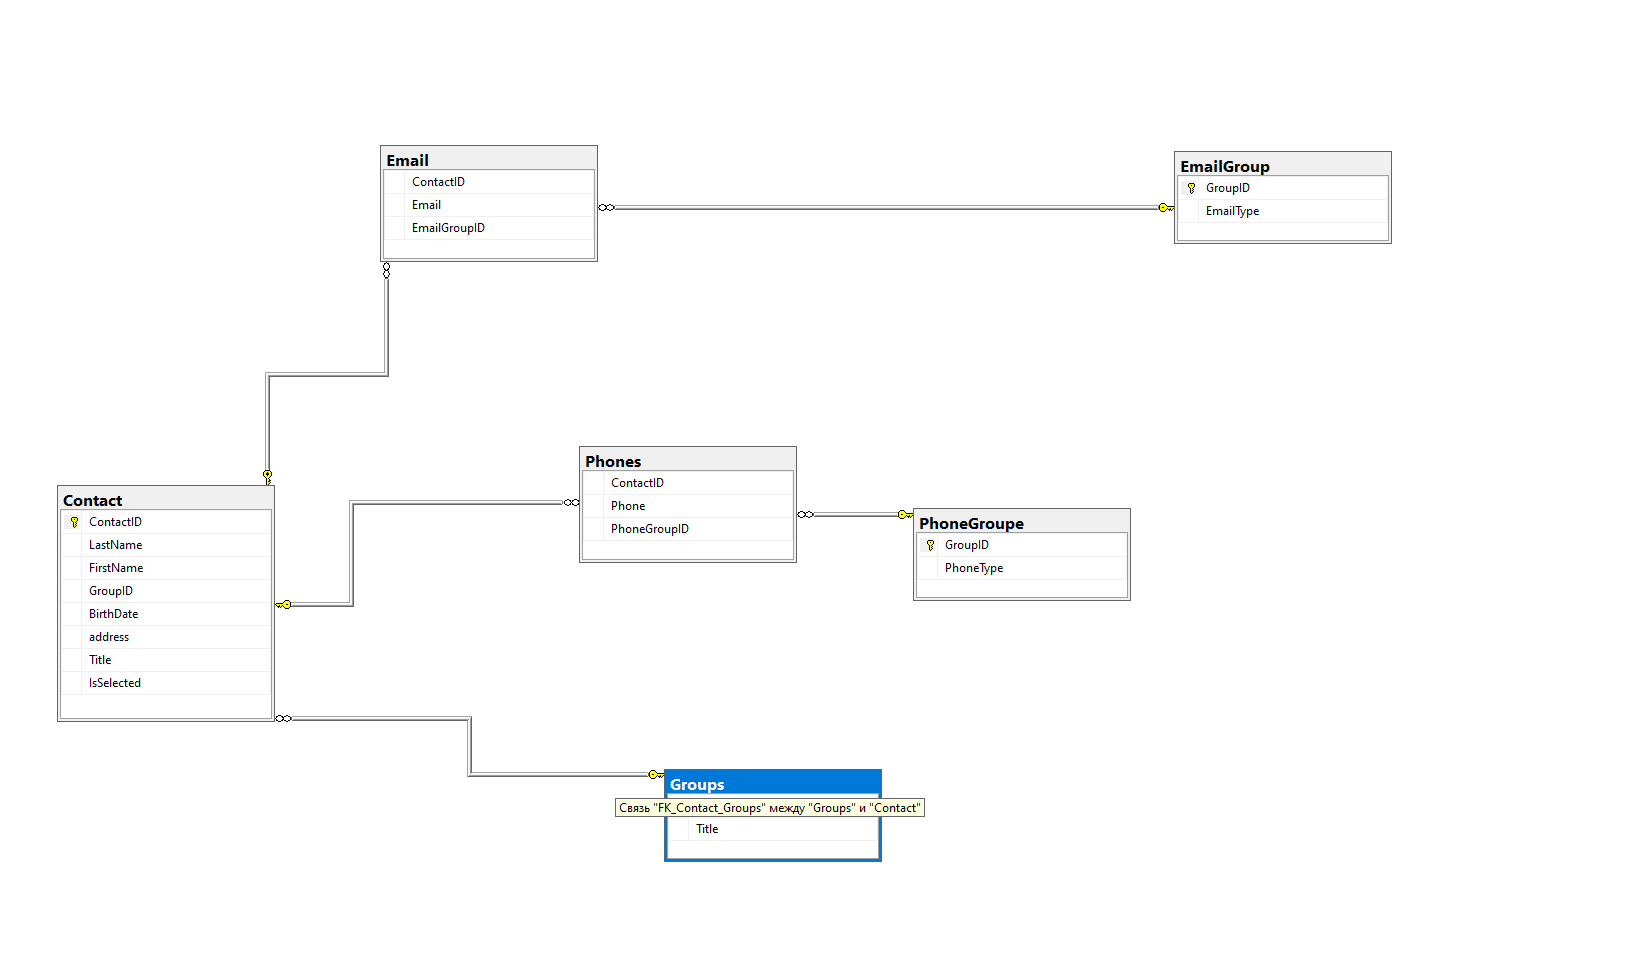 Email
ContactID
Email
EmailGroupID
EmailGroup
GroupID
EmailType
Contact
ContactID
LastName
FirstName
GroupID
BirthDate
address
Title
IsSelected
Phones
ContactID
Phone
PhoneGroupID
PhoneGroupe
GroupID
PhoneType
Groups
Связь "FK_Contact_Groups" между "Groups" и "Contact"
Title